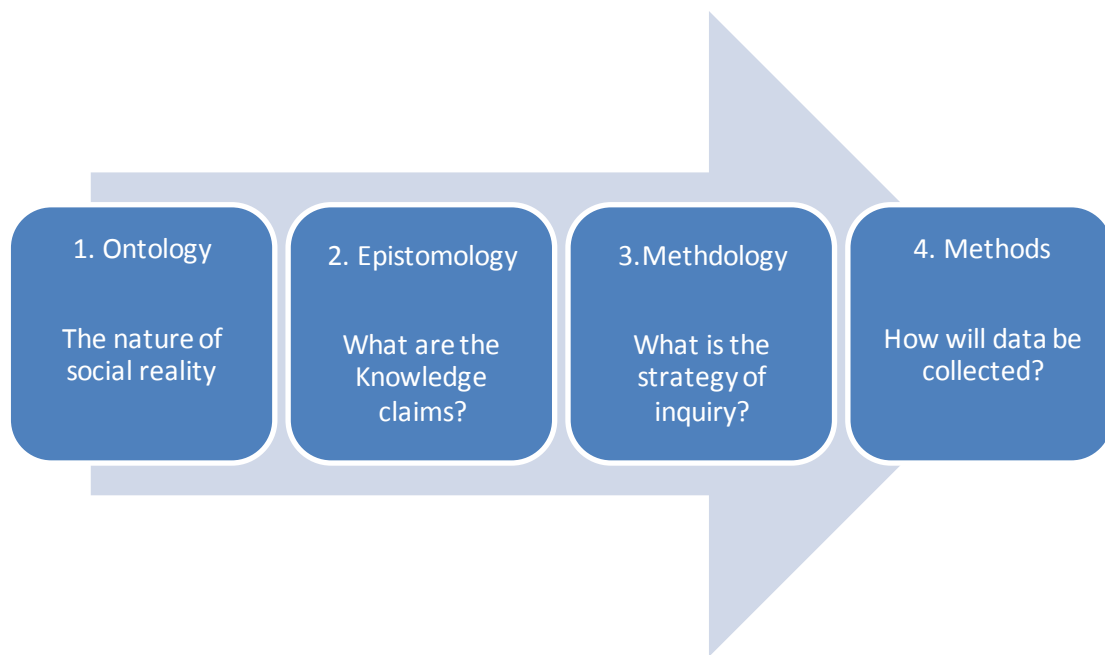 1. Ontology
The nature of
social reality
2. Epistomology
What are the
Knowledge
claims?
3.Methdology
What is the
strategy of
inquiry?
4. Methods
How will data be
collected?